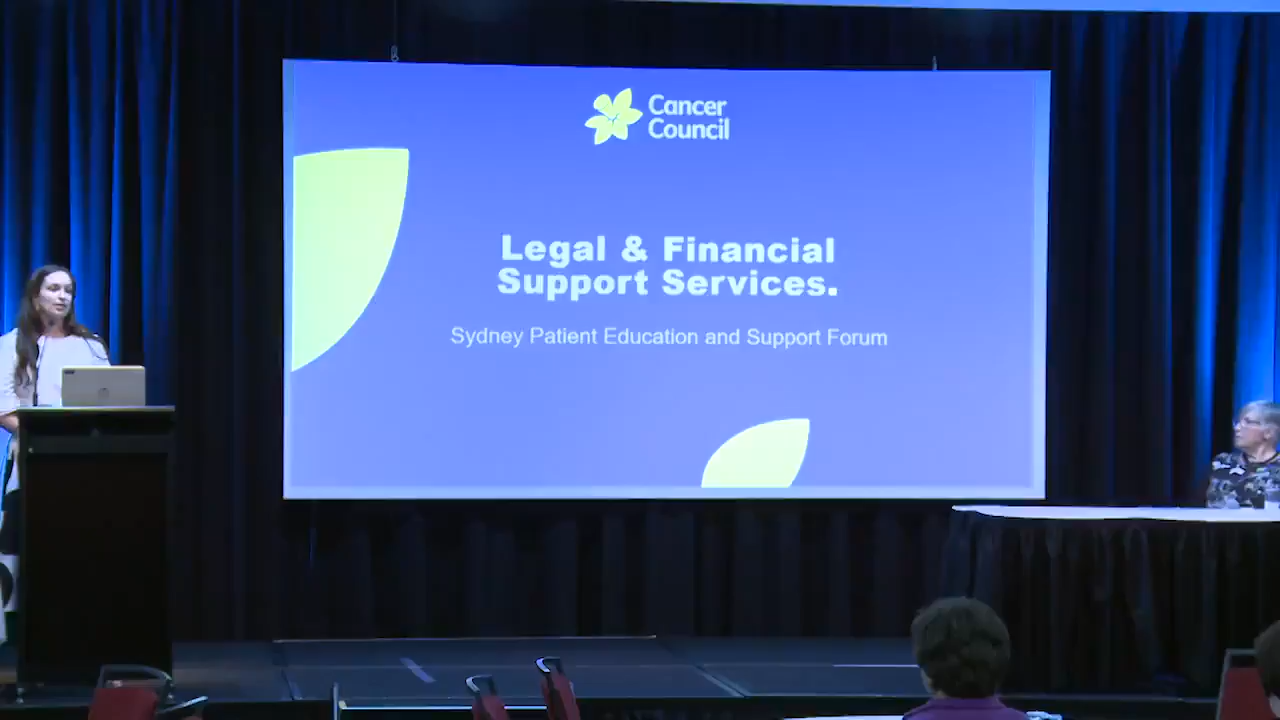 Cancer
Council
Legal & Financial
Support Services.
Sydney Patient Education and Support Forum